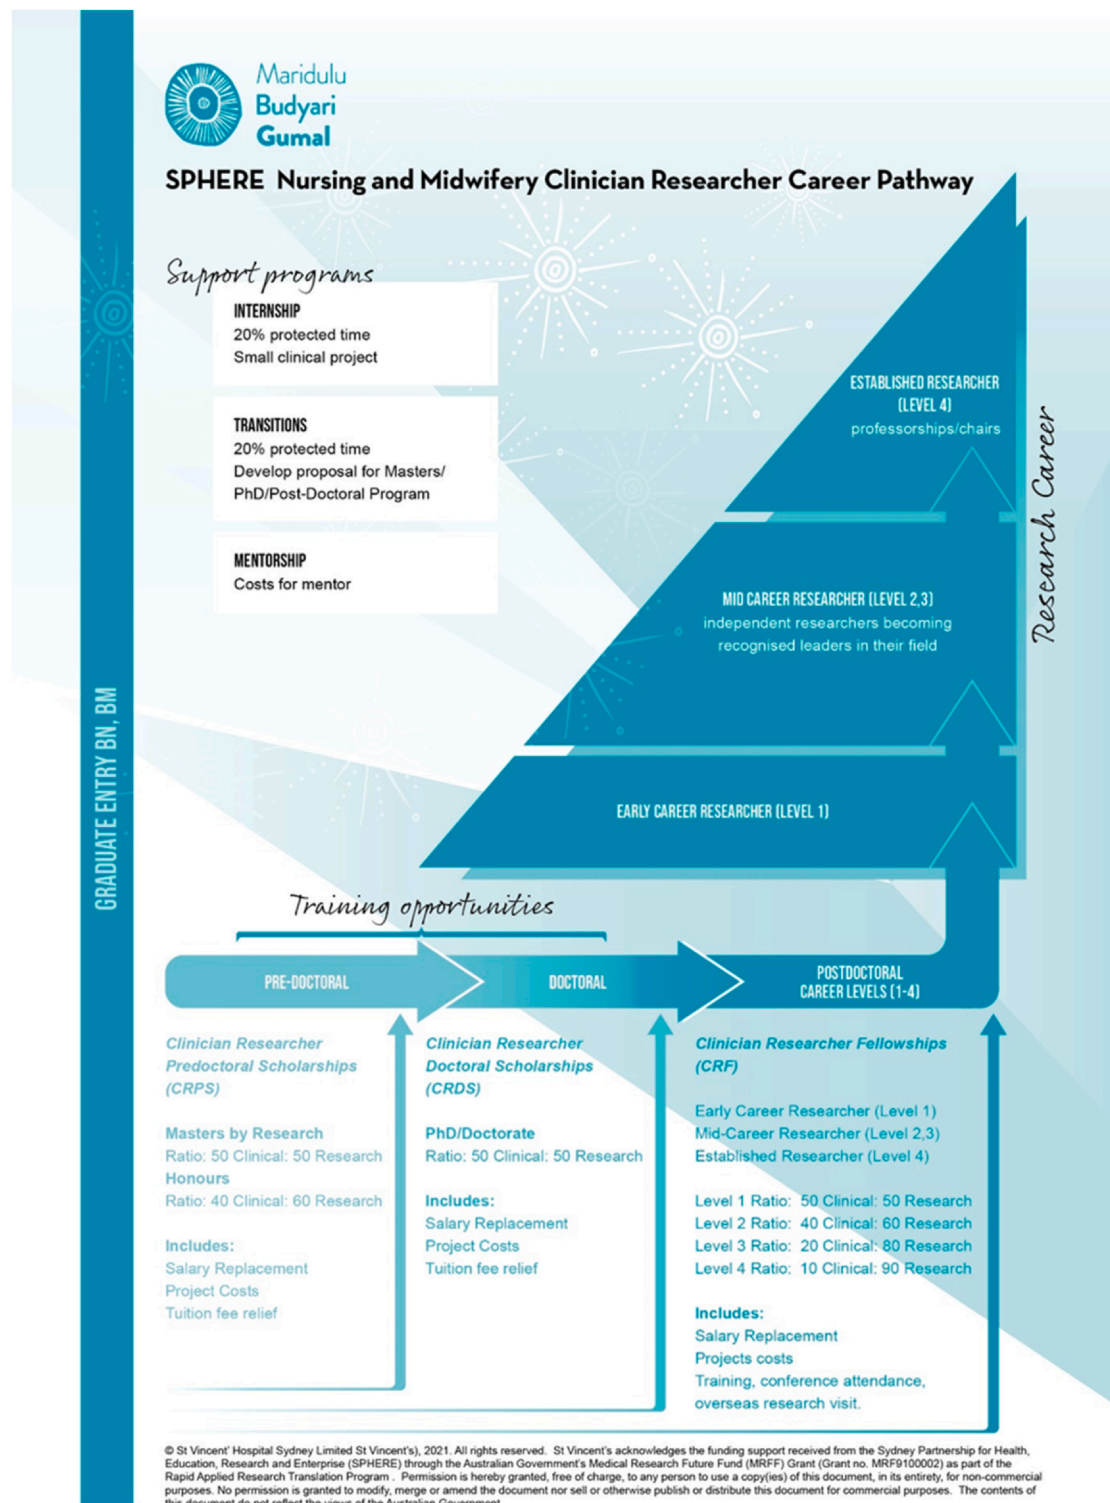 Maridulu
Budyari
Gumal
SPHERE Nursing and Midwifery Clinician Researcher Career Pathway
Support programs
INTERNSHIP
20% protected time
Small clinical project
TRANSITIONS
20% protected time
Develop proposal for Masters/
PhD/Post-Doctoral Program
MENTORSHIP
Costs for mentor
GRADUATE ENTRY BN, BM
ESTABLISHED RESEARCHER
(LEVEL 4)
professorships/chairs
MID CAREER RESEARCHER (LEVEL 2,3)
independent researchers becoming
recognised leaders in their field
EARLY CAREER RESEARCHER (LEVEL 1)
Research Career
Training opportunities
PRE-DOCTORAL
DOCTORAL
POSTDOCTORAL
CAREER LEVELS (1-4)
Clinician Researcher
Predoctoral Scholarships
(CRPS)
Masters by Research
Ratio: 50 Clinical: 50 Research
Honours
Ratio: 40 Clinical: 60 Research
Includes:
Salary Replacement
Project Costs
Tuition fee relief
Clinician Researcher
Doctoral Scholarships
(CRDS)
PhD/Doctorate
Ratio: 50 Clinical: 50 Research
Includes:
Salary Replacement
Project Costs
Tuition fee relief
Clinician Researcher Fellowships
(CRF)
Early Career Researcher (Level 1)
Mid-Career Researcher (Level 2,3)
Established Researcher (Level 4)
Level 1 Ratio: 50 Clinical: 50 Research
Level 2 Ratio: 40 Clinical: 60 Research
Level 3 Ratio: 20 Clinical: 80 Research
Level 4 Ratio: 10 Clinical: 90 Research
Includes:
Salary Replacement
Projects costs
Training, conference attendance,
overseas research visit.
© St Vincent' Hospital Sydney Limited St Vincent's), 2021. All rights reserved. St Vincent's acknowledges the funding support received from the Sydney Partnership for Health,
Education, Research and Enterprise (SPHERE) through the Australian Government's Medical Research Future Fund (MRFF) Grant (Grant no. MRF9100002) as part of the
Rapid Applied Research Translation Program . Permission is hereby granted, free of charge, to any person to use a copy(ies) of this document, in its entirety, for non-commercial
purposes. No permission is granted to modify, merge or amend the document nor sell or otherwise publish or distribute this document for commercial purposes. The contents of
this document do not reflect the views of the Australian Government.